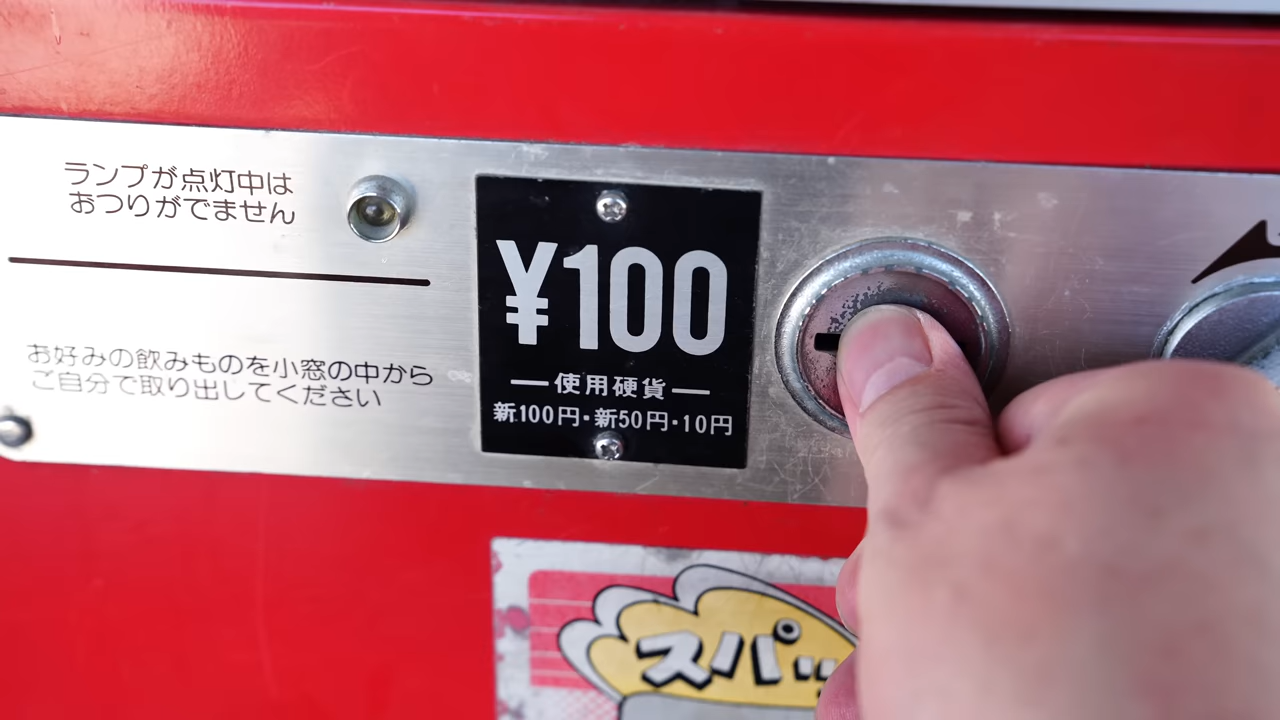 ランプが点灯中は
おつりがでません
お好みの飲みものを小窓の中から
ご自分で取り出してください
¥100
使用硬貨
新100円・新50円・10円
スパッ